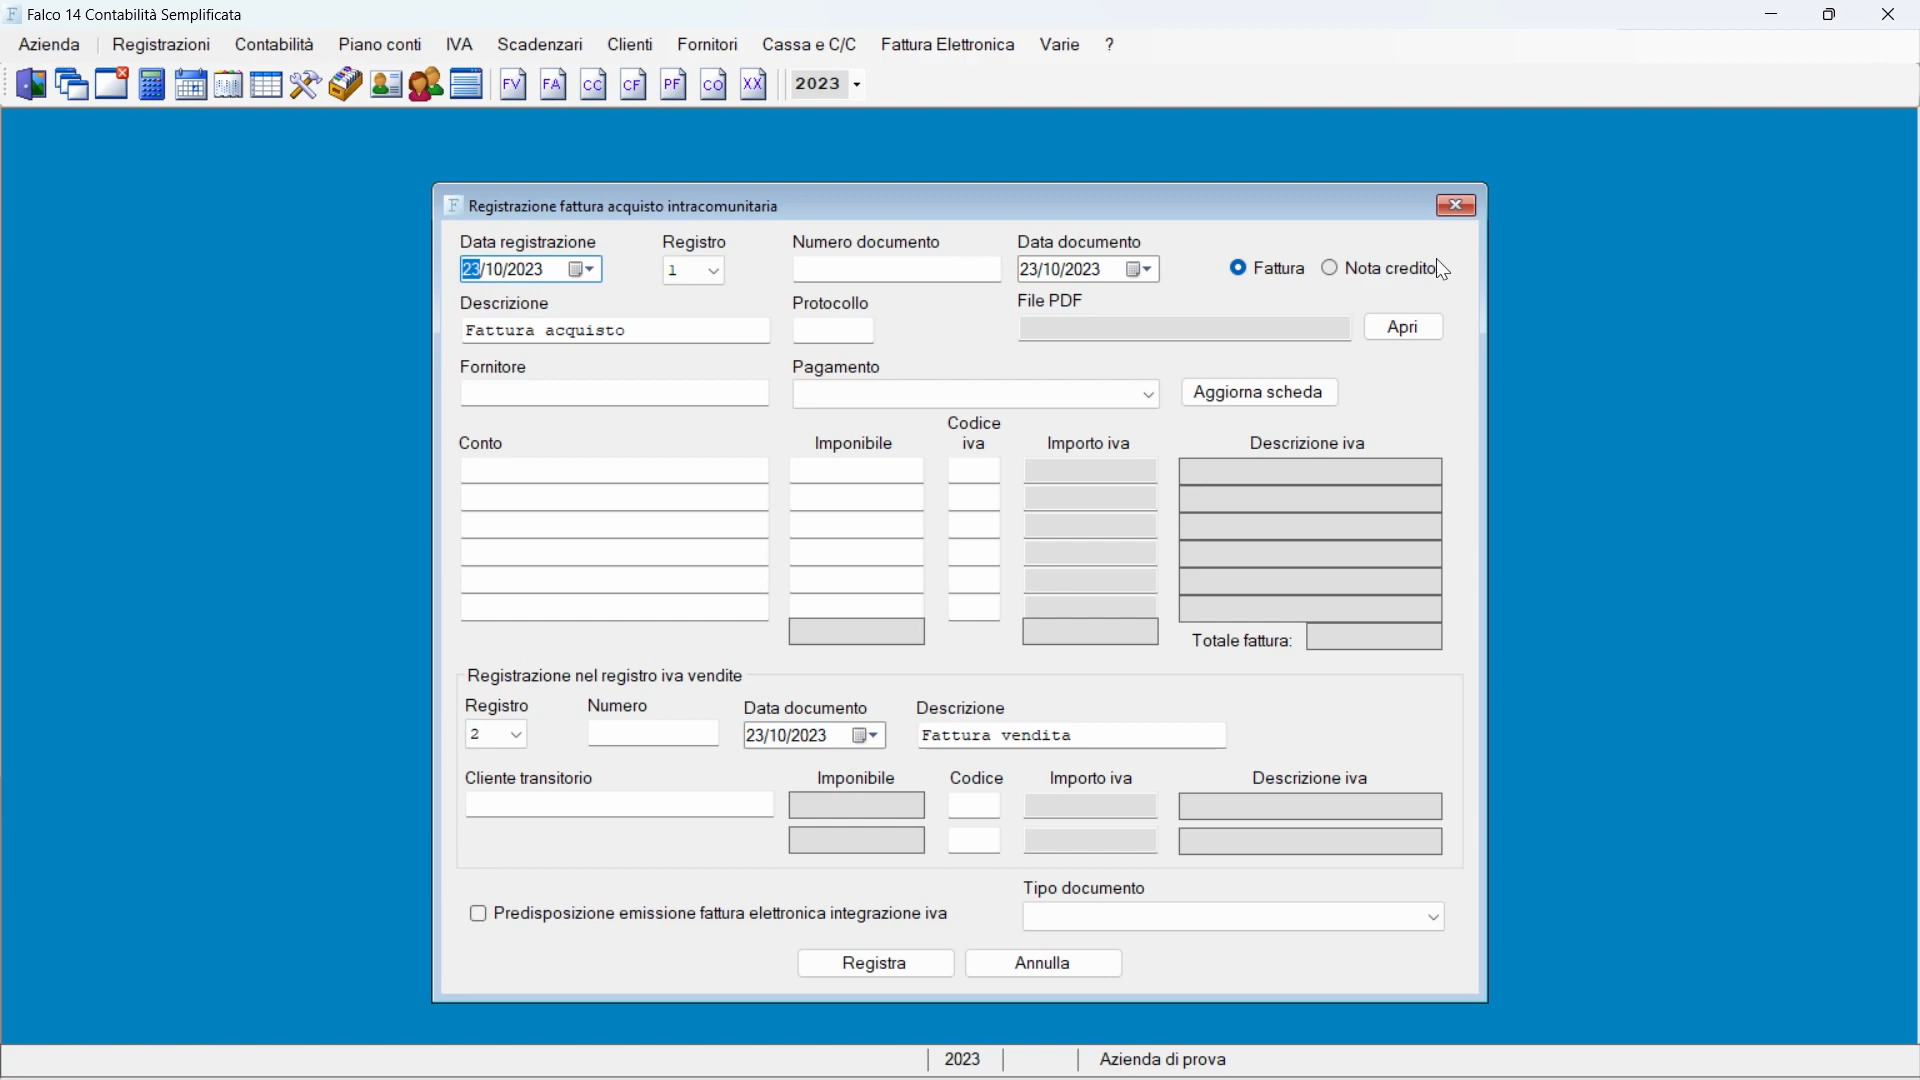 Falco 14 Contabilità Semplificata
Azienda Registrazioni Contabilità Piano conti IVA Scadenzari Clienti Fornitori Cassa e C/C Fattura Elettronica Varie ?
FV FA CC CF PF CO XX 2023
Registrazione fattura acquisto intracomunitaria
Data registrazione Registro Numero documento Data documento
23/10/2023 1 23/10/2023 Fattura Nota credito
Descrizione Protocollo File PDF
Fattura acquisto Apri
Fornitore Pagamento
Aggiorna scheda
Conto Imponibile Codice iva Importo iva Descrizione iva
Totale fattura:
Registrazione nel registro iva vendite
Registro Numero Data documento Descrizione
2 23/10/2023 Fattura vendita
Cliente transitorio Imponibile Codice Importo iva Descrizione iva
Tipo documento
Predisposizione emissione fattura elettronica integrazione iva
Registra Annulla
2023 Azienda di prova